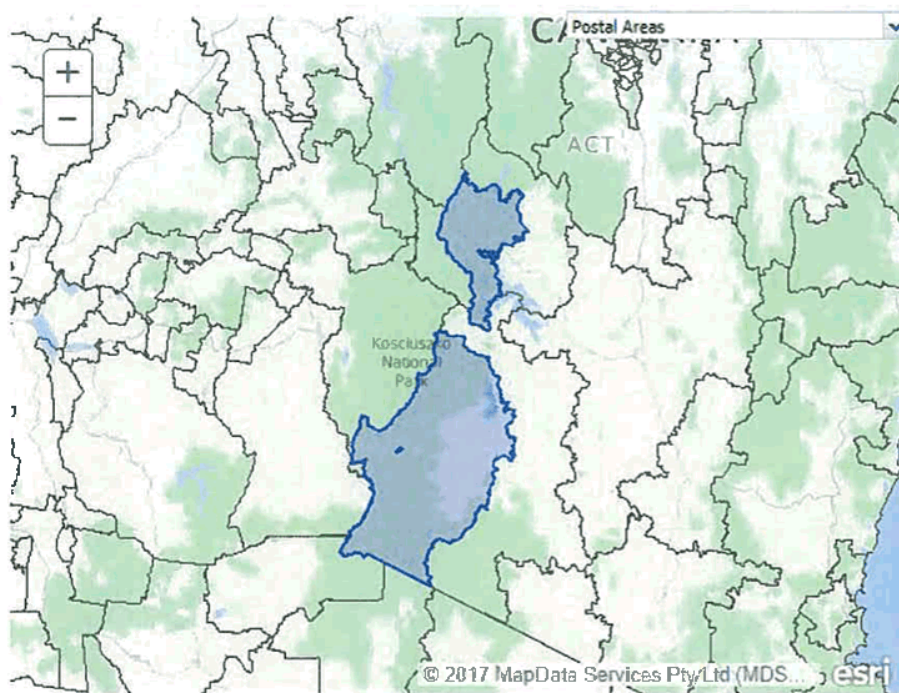 Postal Areas
+
−
ACT
Kosciuszko
National
Park
© 2017 MapData Services Pty Ltd (MDS...
esri